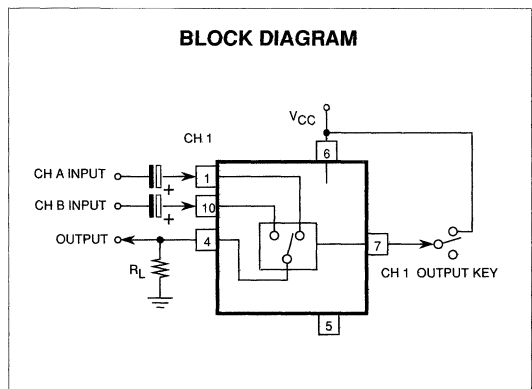 BLOCK DIAGRAM
VCC
CH 1
6
CH A INPUT
+
1
CH B INPUT
+
10
OUTPUT
4
7
RL
CH 1 OUTPUT KEY
5